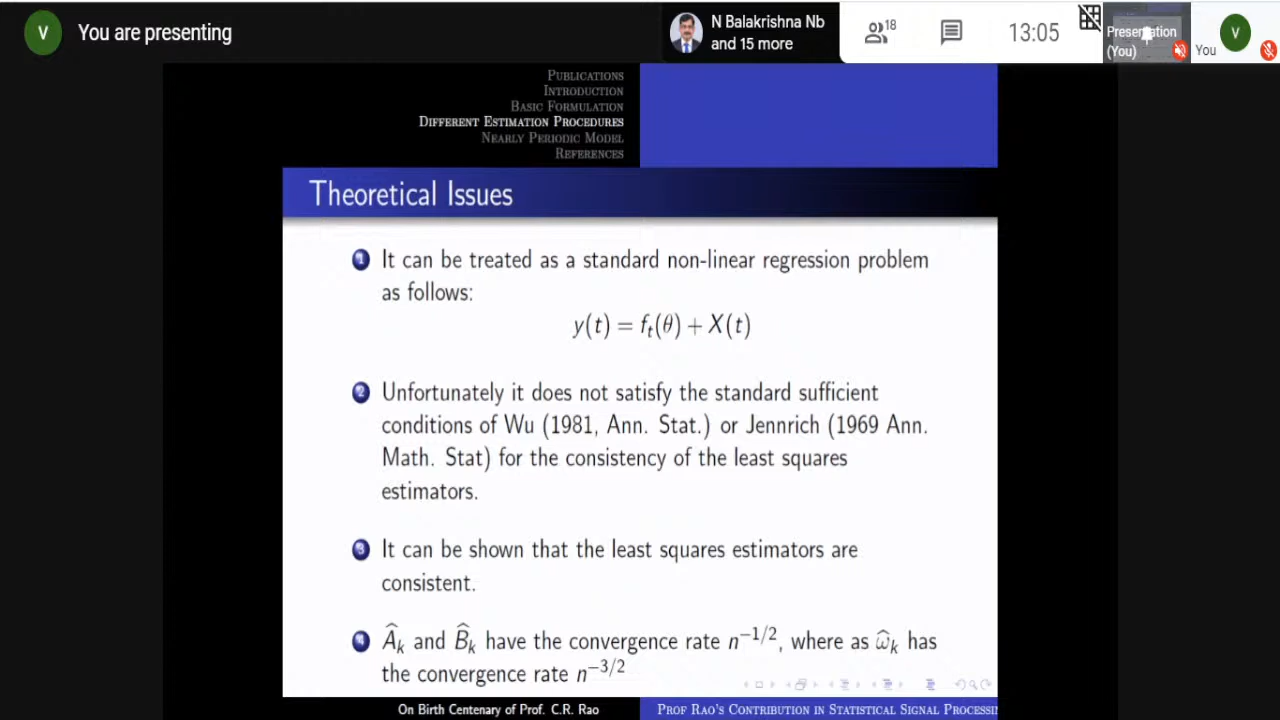 V You are presenting
N Balakrishna Nb
and 15 more
18
13:05
Presentation
(You)
You
V
PUBLICATIONS
INTRODUCTION
BASIC FORMULATION
DIFFERENT ESTIMATION PROCEDURES
NEARLY PERIODIC MODEL
REFERENCES
Theoretical Issues
1 It can be treated as a standard non-linear regression problem
as follows:
y(t) = fₜ(θ) + X(t)
2 Unfortunately it does not satisfy the standard sufficient
conditions of Wu (1981, Ann. Stat.) or Jennrich (1969 Ann.
Math. Stat) for the consistency of the least squares
estimators.
3 It can be shown that the least squares estimators are
consistent.
4 Âₖ and B̂ₖ have the convergence rate n⁻¹/², where as ω̂ₖ has
the convergence rate n⁻³/²
On Birth Centenary of Prof. C.R. Rao
PROF RAO'S CONTRIBUTION IN STATISTICAL SIGNAL PROCESSIN